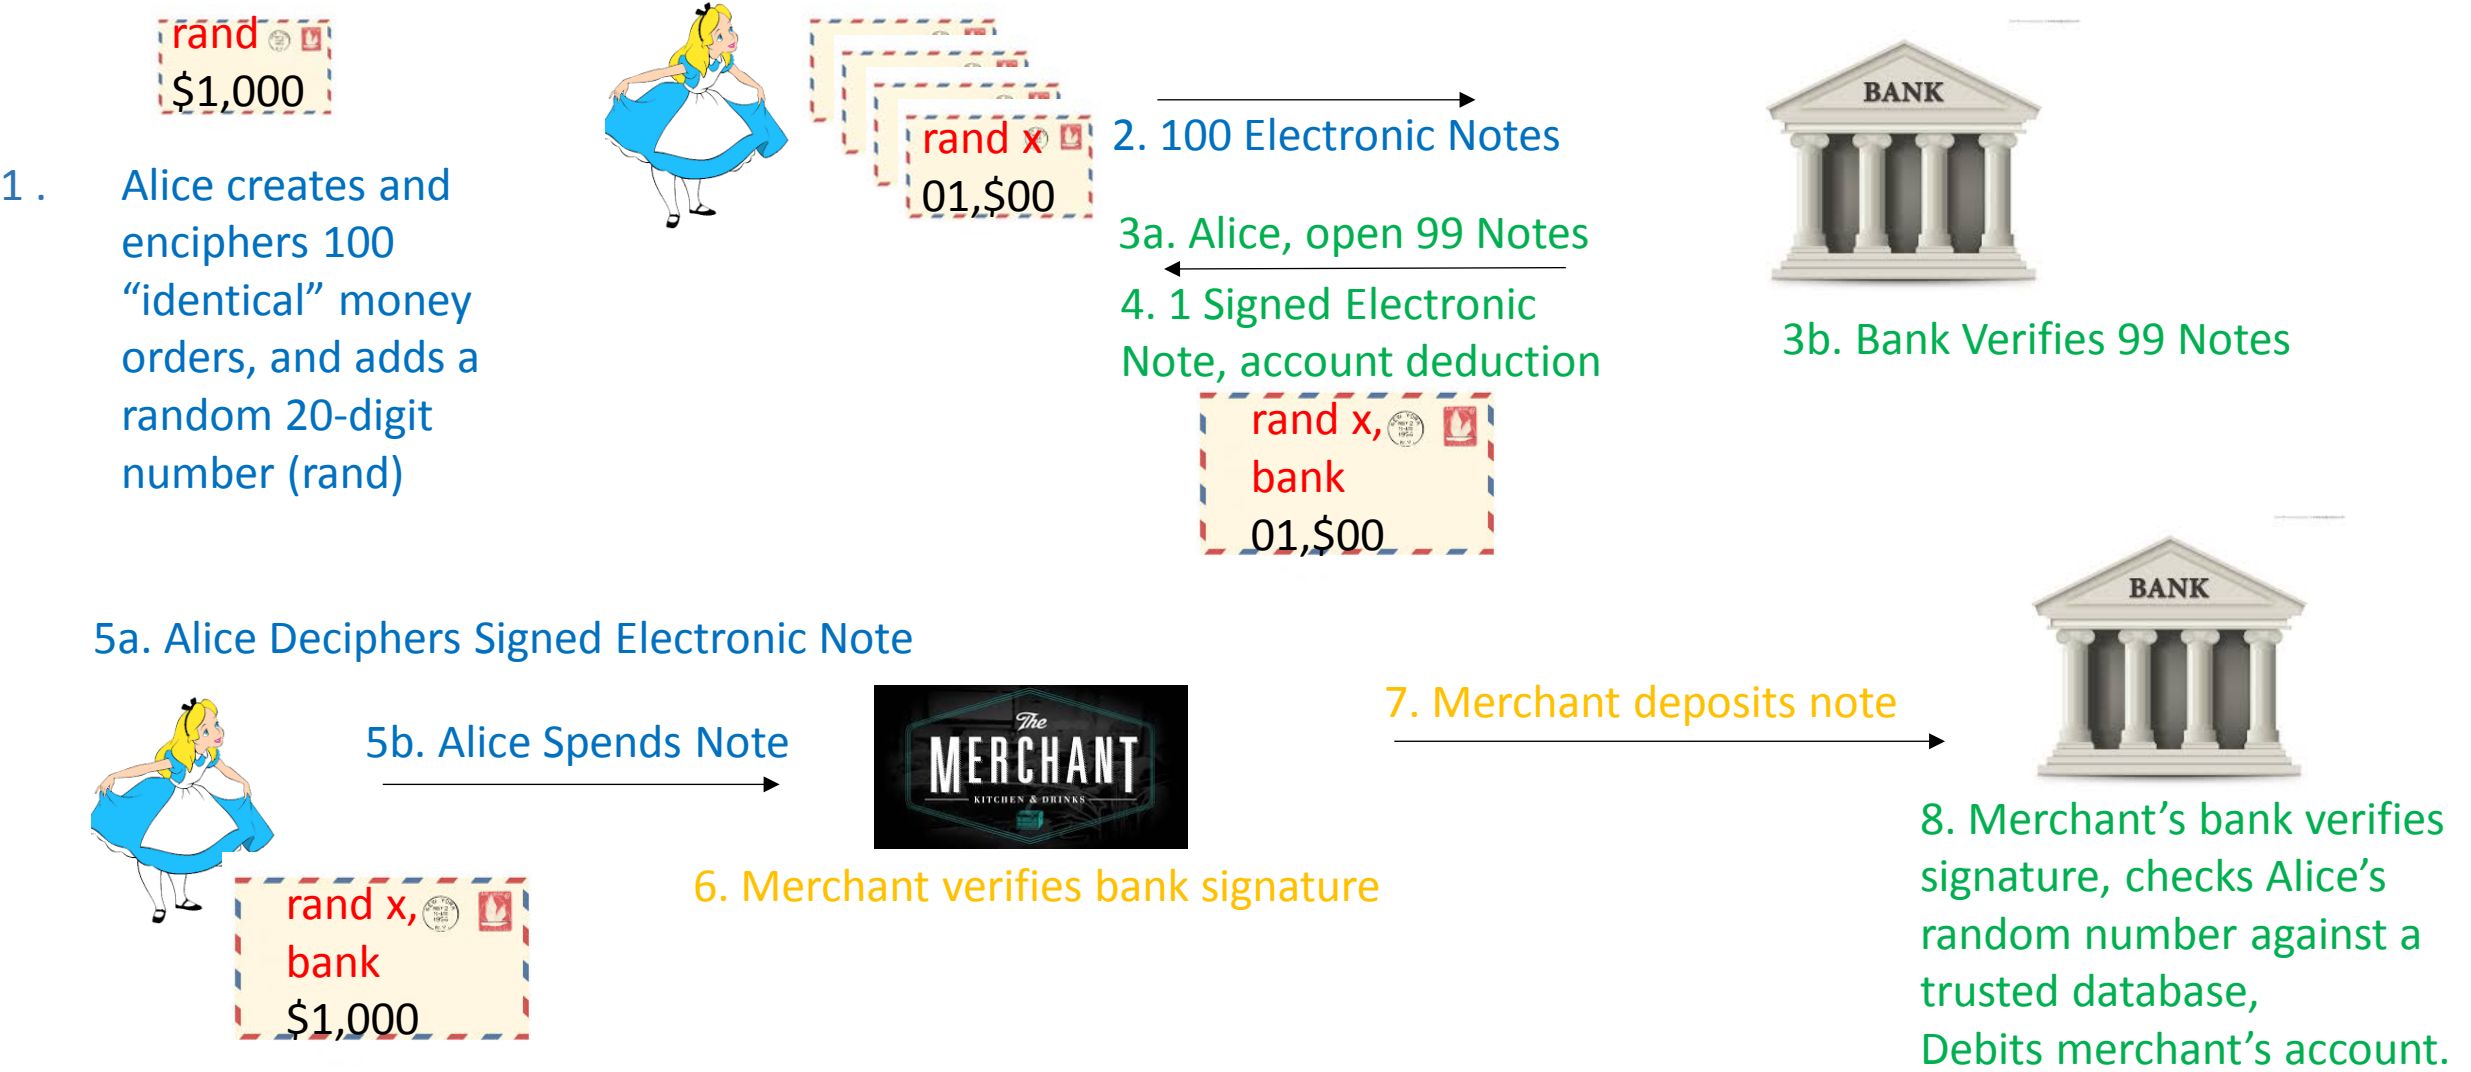 rand
$1,000
1 .
Alice creates and
enciphers 100
“identical” money
orders, and adds a
random 20-digit
number (rand)
rand x
01,$00
2. 100 Electronic Notes
3a. Alice, open 99 Notes
4. 1 Signed Electronic
Note, account deduction
rand x,
bank
01,$00
BANK
3b. Bank Verifies 99 Notes
5a. Alice Deciphers Signed Electronic Note
5b. Alice Spends Note
rand x,
bank
$1,000
The
MERCHANT
KITCHEN & DRINKS
6. Merchant verifies bank signature
7. Merchant deposits note
BANK
8. Merchant’s bank verifies
signature, checks Alice’s
random number against a
trusted database,
Debits merchant’s account.